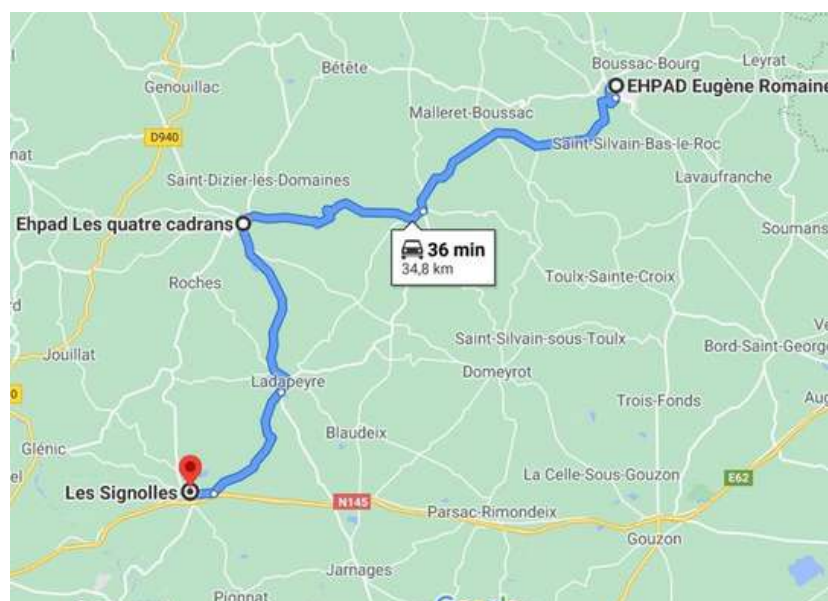 Boussac-Bourg
Leyrat
Bétête
Genouillac
EHPAD Eugène Romaine
Malleret-Boussac
D940
Saint-Silvain-Bas-le-Roc
Saint-Dizier-les-Domaines
Lavaufranche
Ehpad Les quatre cadrans
Soumans
36 min
34,8 km
Roches
Toulx-Sainte-Croix
Jouillat
Saint-Silvain-sous-Toulx
Bord-Saint-George
Ladapeyre
Domeyrot
Trois-Fonds
Blaudeix
Glénic
La Celle-Sous-Gouzon
E62
Les Signolles
N145
Parsac-Rimondeix
Gouzon
Jarnages
Pionnat